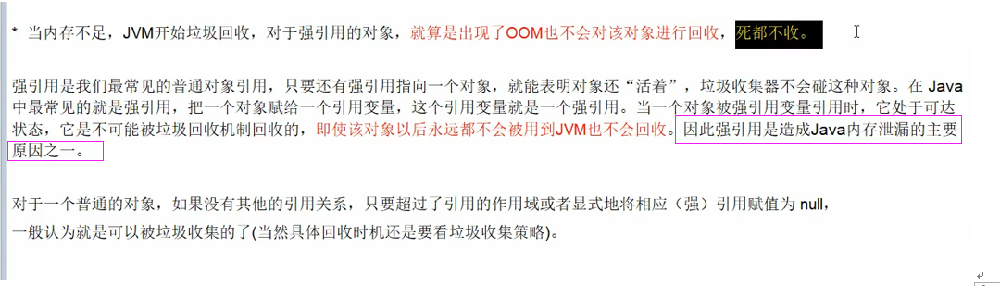 * 当内存不足，JVM开始垃圾回收，对于强引用的对象，就算是出现了OOM也不会对该对象进行回收，死都不收。
强引用是我们最常见的普通对象引用，只要还有强引用指向一个对象，就能表明对象还“活着”，垃圾收集器不会碰这种对象。在 Java
中最常见的就是强引用，把一个对象赋给一个引用变量，这个引用变量就是一个强引用。当一个对象被强引用变量引用时，它处于可达
状态，它是不可能被垃圾回收机制回收的，即使该对象以后永远都不会被用到JVM也不会回收。因此强引用是造成Java内存泄漏的主要
原因之一。
对于一个普通的对象，如果没有其他的引用关系，只要超过了引用的作用域或者显式地将相应（强）引用赋值为 null，
一般认为就是可以被垃圾收集的了(当然具体回收时机还是要看垃圾收集策略)。